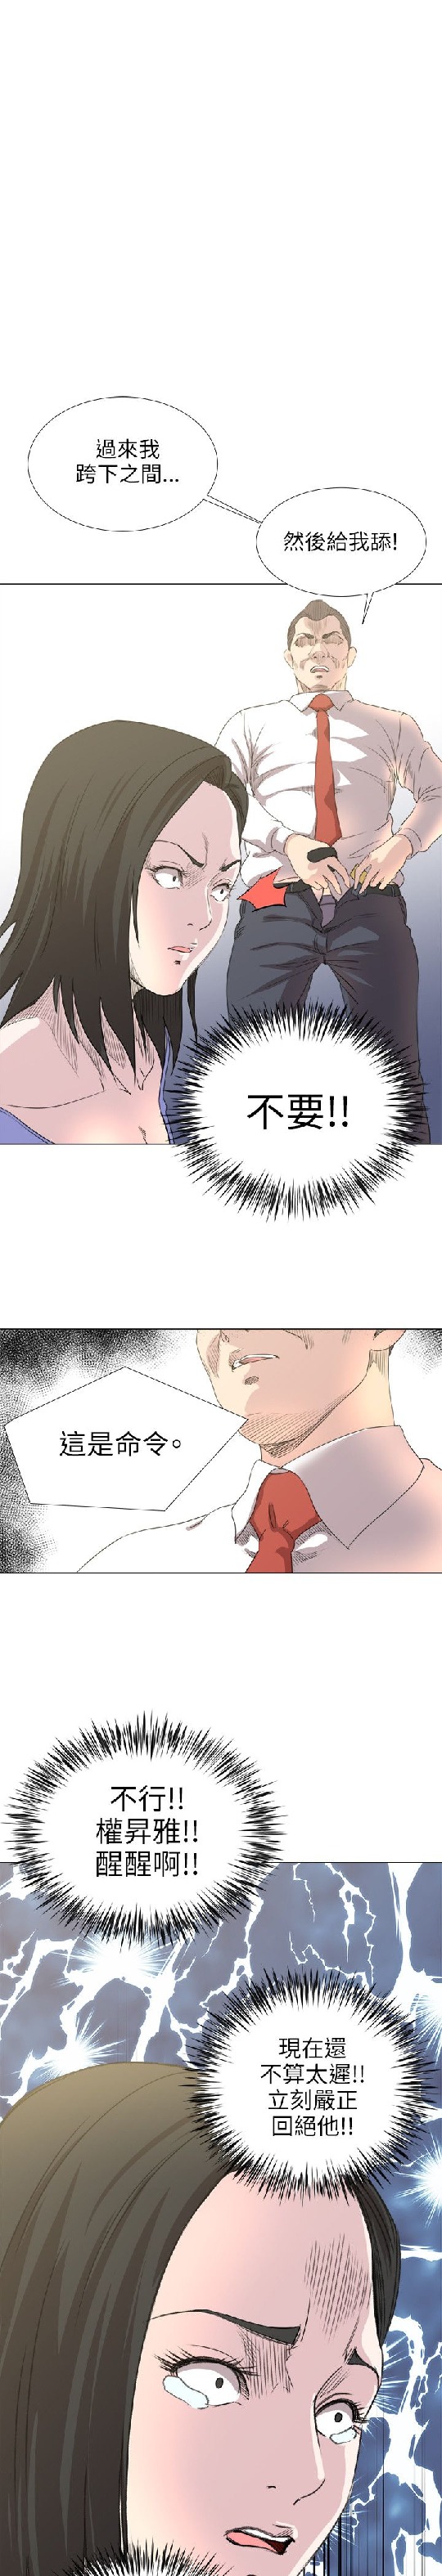 過來我
跨下之間...
然後給我舔!
不要!!
這是命令。
不行!!
權昇雅!!
醒醒啊!!
現在還
不算太遲!!
立刻嚴正
回絕他!!